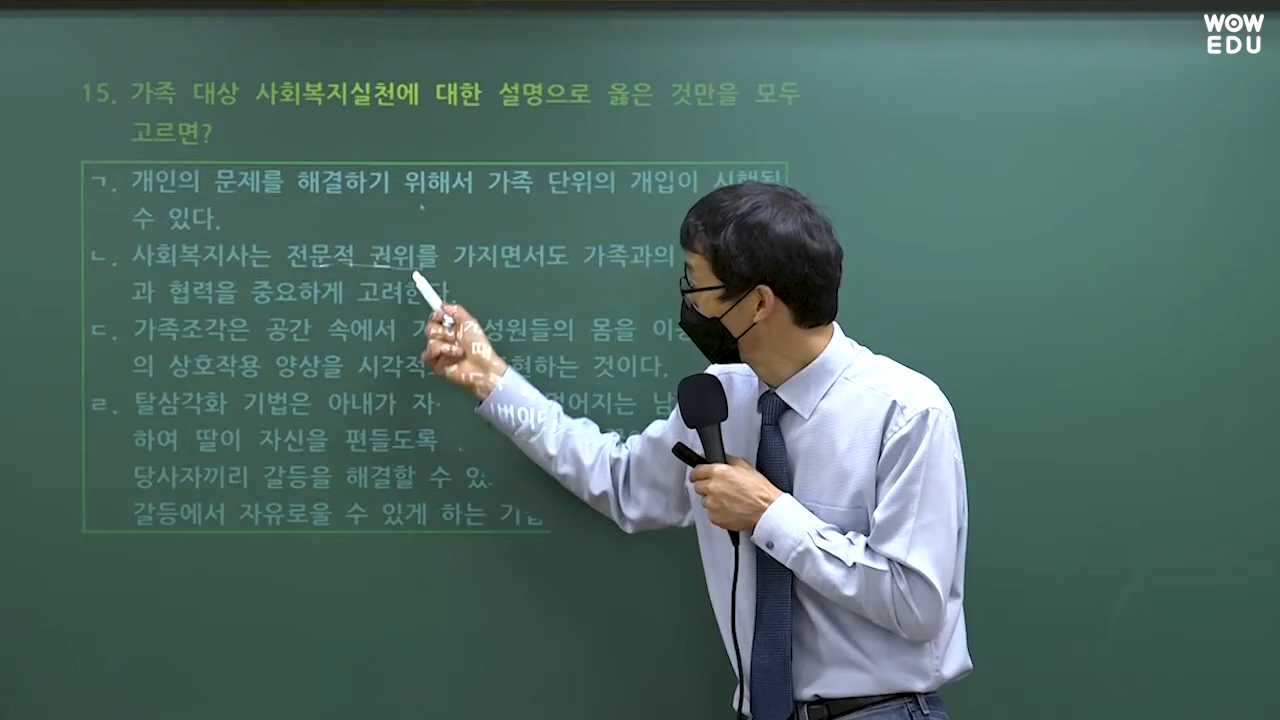 WOW
EDU
15. 가족 대상 사회복지실천에 대한 설명으로 옳은 것만을 모두
고르면?
ㄱ. 개인의 문제를 해결하기 위해서 가족 단위의 개입이 시행될
수 있다.
ㄴ. 사회복지사는 전문적 권위를 가지면서도 가족과의
과 협력을 중요하게 고려한다.
ㄷ. 가족조각은 공간 속에서 가족구성원들의 몸을
의 상호작용 양상을 시각적 표현하는 것이다.
ㄹ. 탈삼각화 기법은 아내가 멀어지는
하여 딸이 자신을 편들도록
당사자끼리 갈등을 해결할 수
갈등에서 자유로울 수 있게 하는